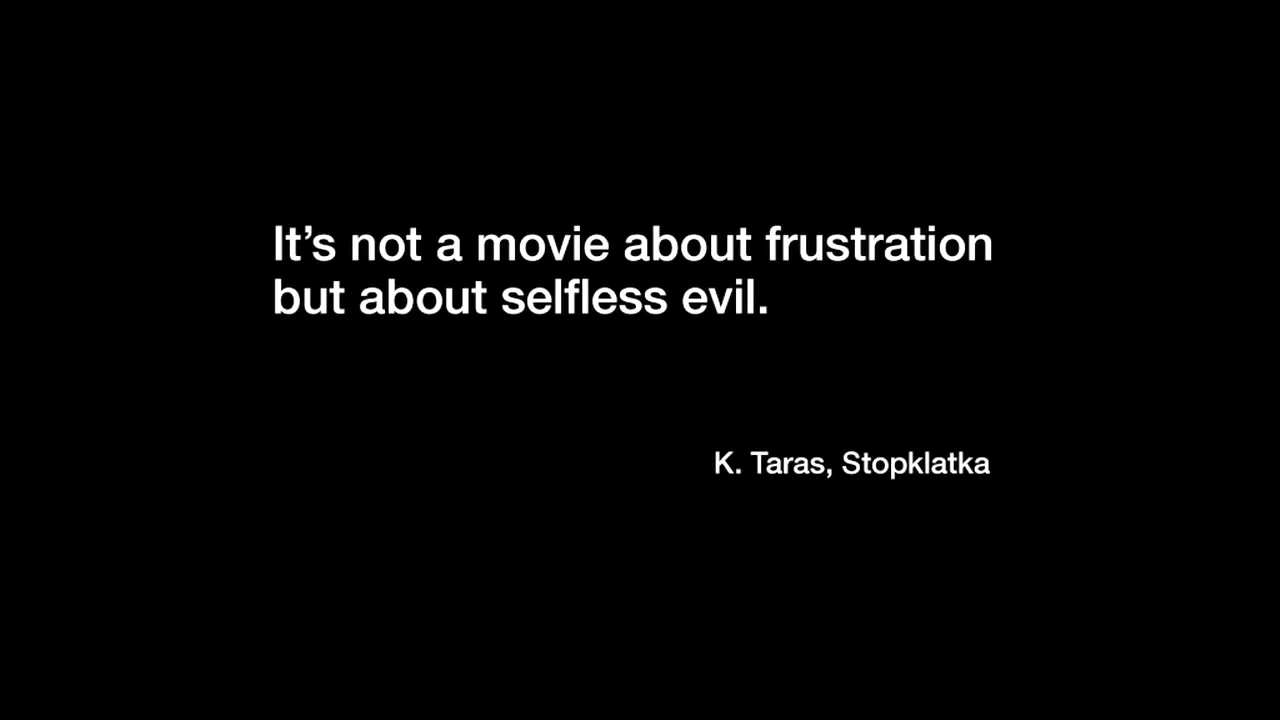 It’s not a movie about frustration
but about selfless evil.
K. Taras, Stopklatka